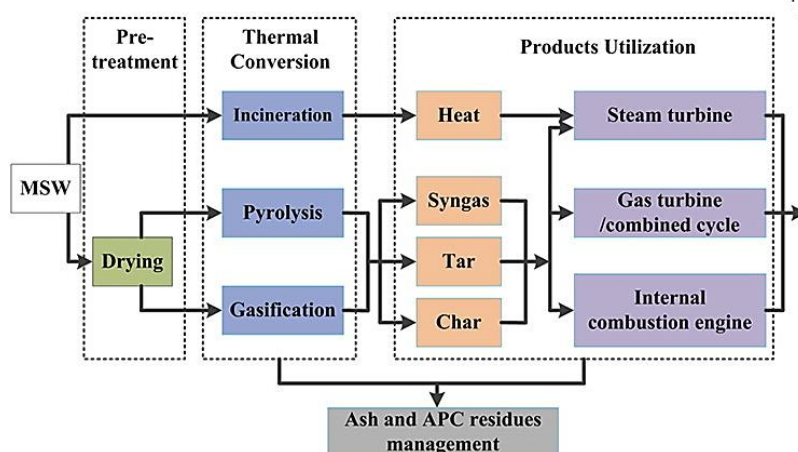 Pre-
treatment
Thermal
Conversion
Products Utilization
Incineration
Heat
Steam turbine
MSW
Pyrolysis
Syngas
Gas turbine
/combined cycle
Drying
Tar
Gasification
Char
Internal
combustion engine
Ash and APC residues
management